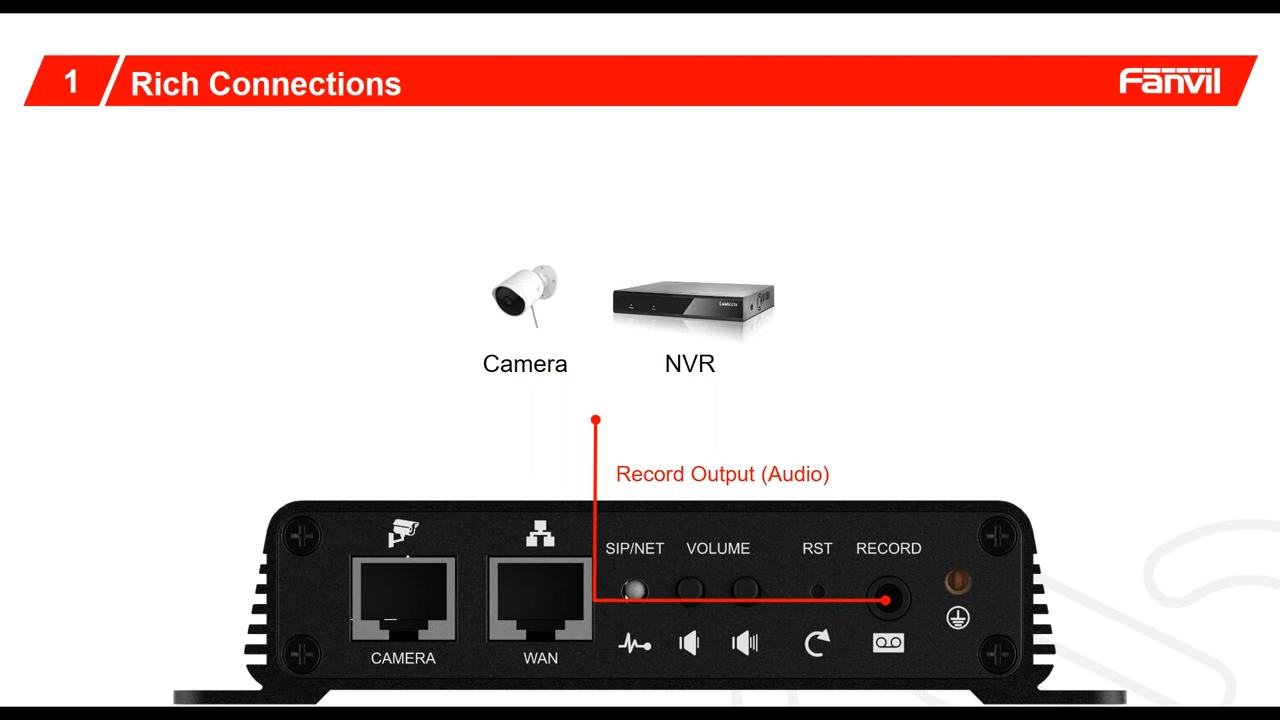 1
Rich Connections
Fanvil
Camera
NVR
Record Output (Audio)
SIP/NET
VOLUME
RST
RECORD
CAMERA
WAN